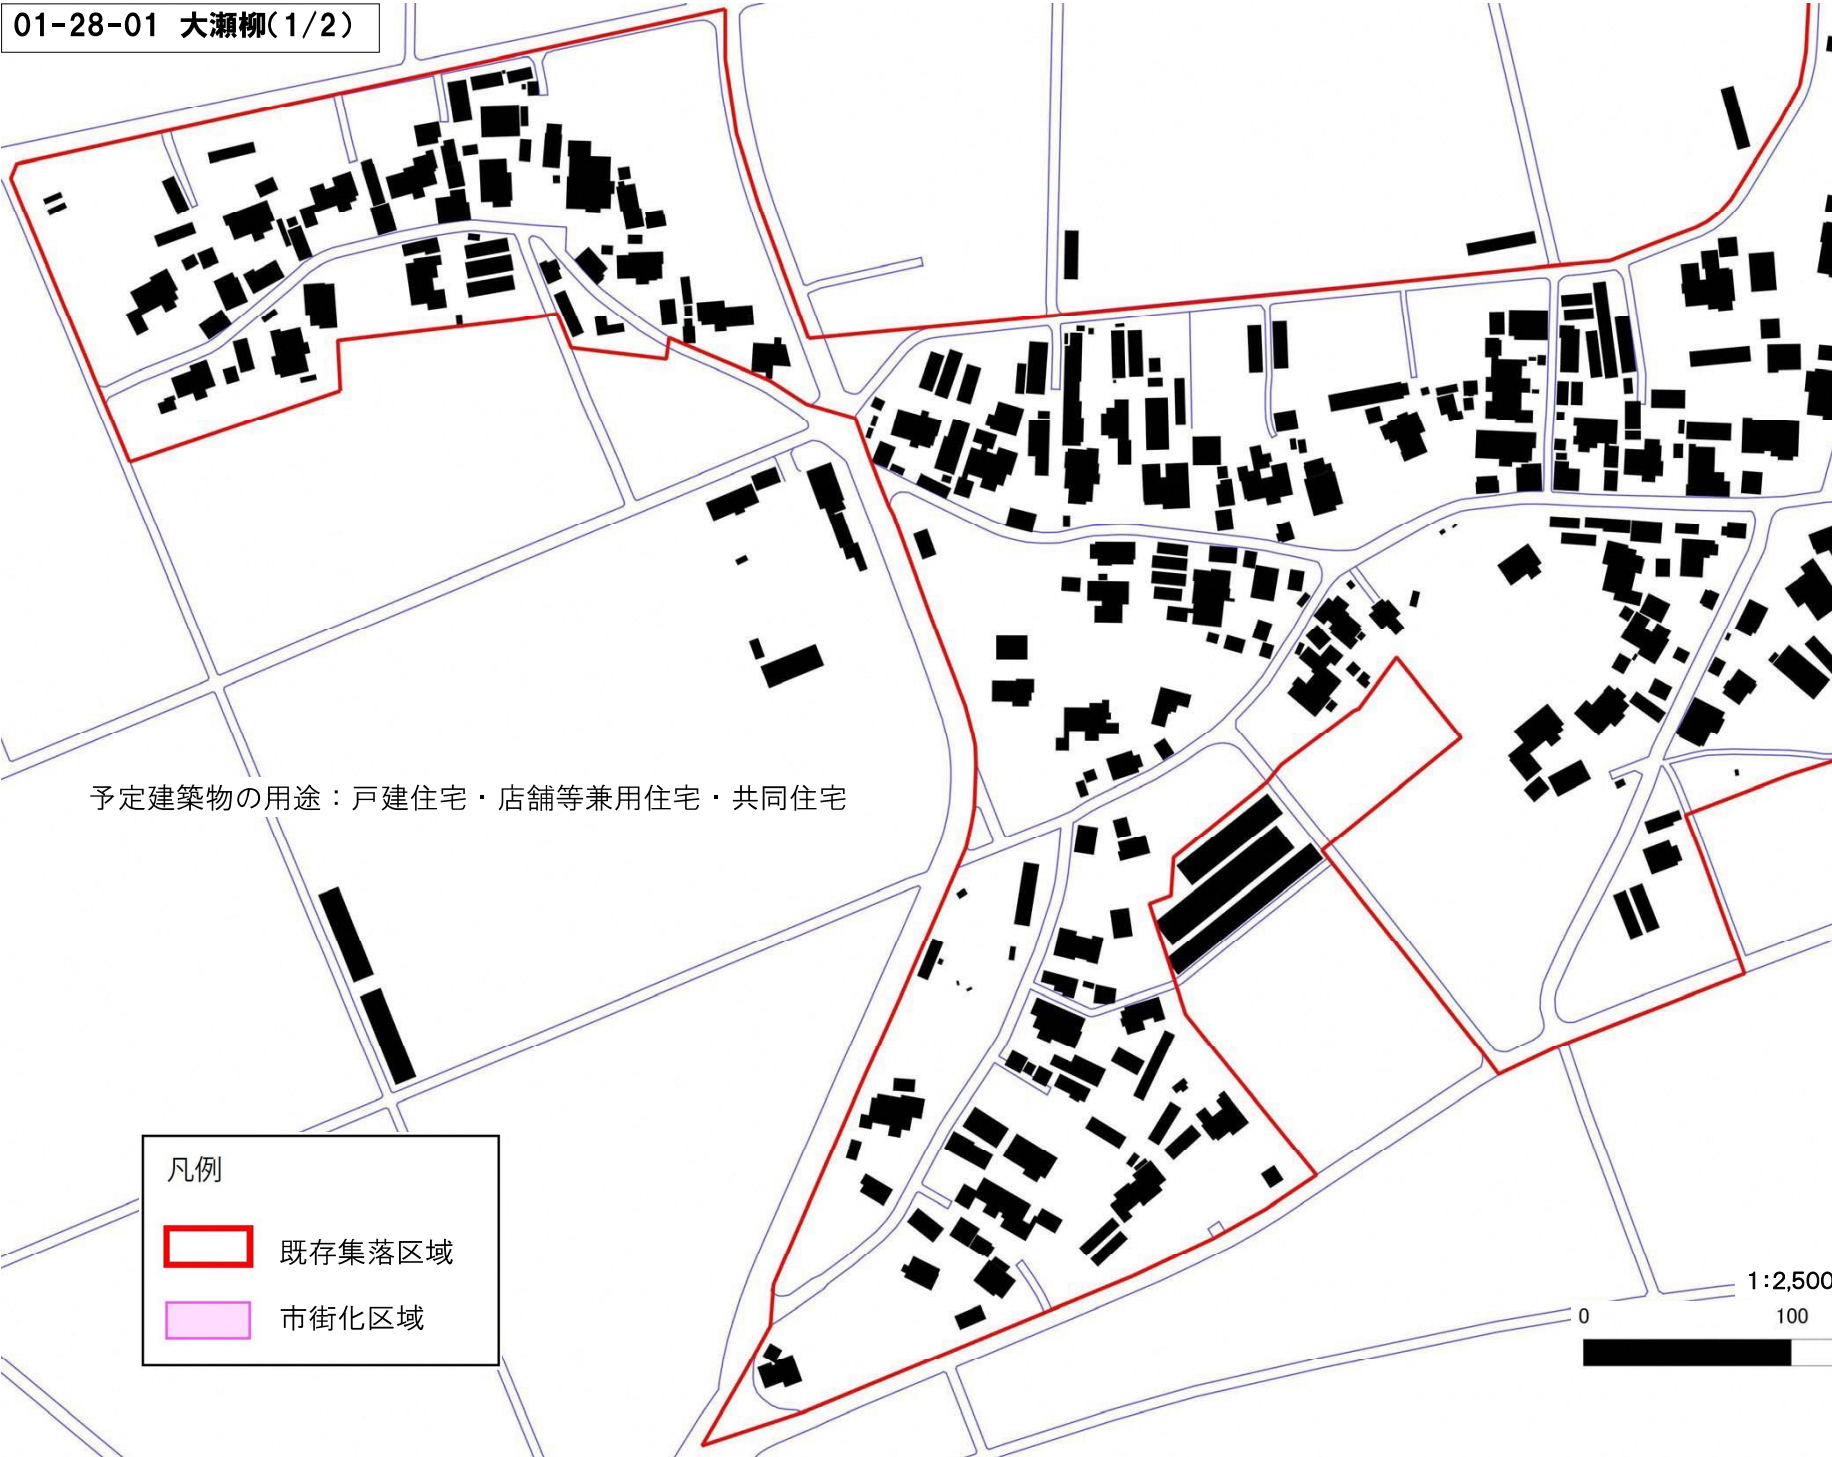 01-28-01 大瀬柳(1/2)
予定建築物の用途：戸建住宅・店舗等兼用住宅・共同住宅
凡例
既存集落区域
市街化区域
1:2,500
0 100